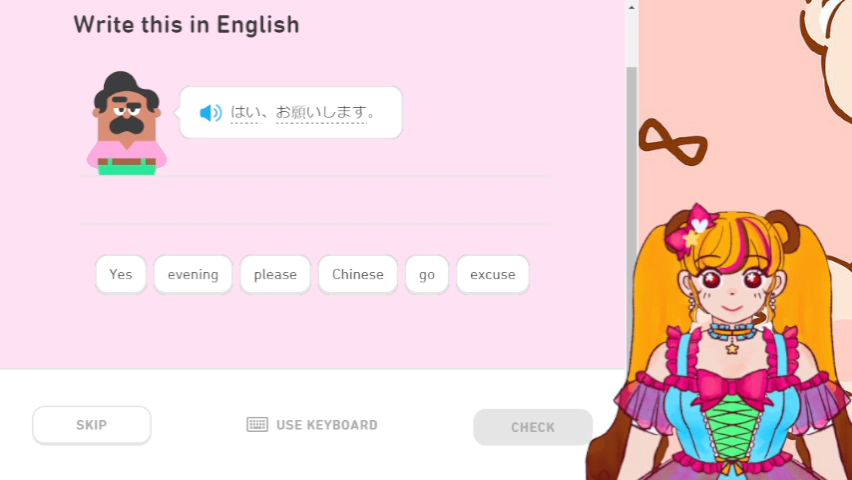 Write this in English
はい、お願いします。
Yes
evening
please
Chinese
go
excuse
SKIP
USE KEYBOARD
CHECK